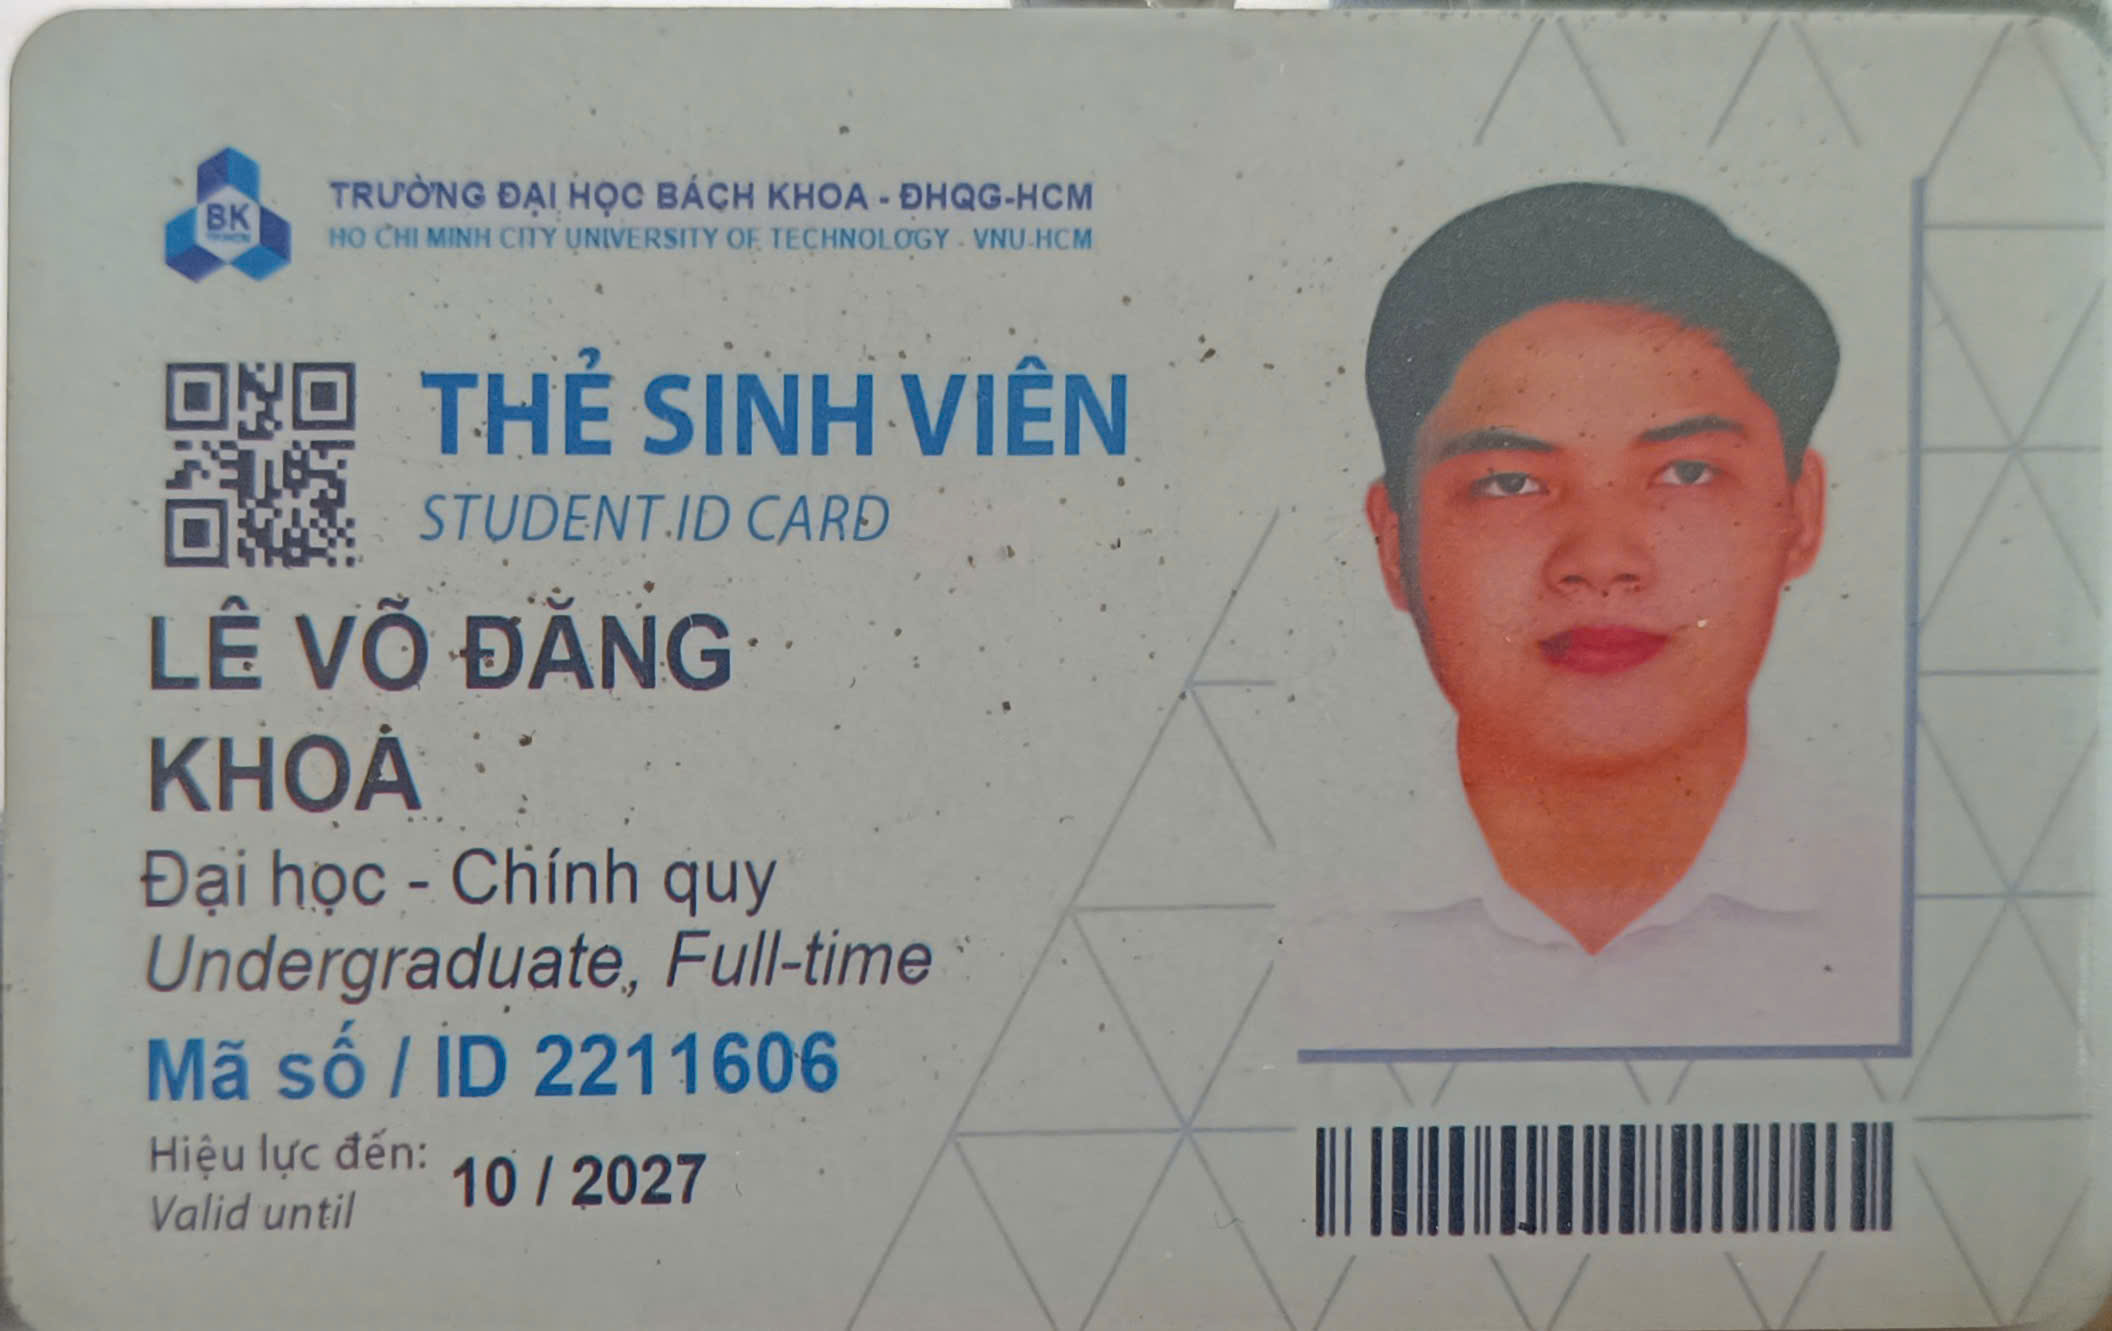 BK
TRƯỜNG ĐẠI HỌC BÁCH KHOA - ĐHQG-HCM
HO CHI MINH CITY UNIVERSITY OF TECHNOLOGY - VNU-HCM
THẺ SINH VIÊN
STUDENT ID CARD
LÊ VÕ ĐĂNG
KHOA
Đại học - Chính quy
Undergraduate, Full-time
Mã số / ID 2211606
Hiệu lực đến: 10 / 2027
Valid until